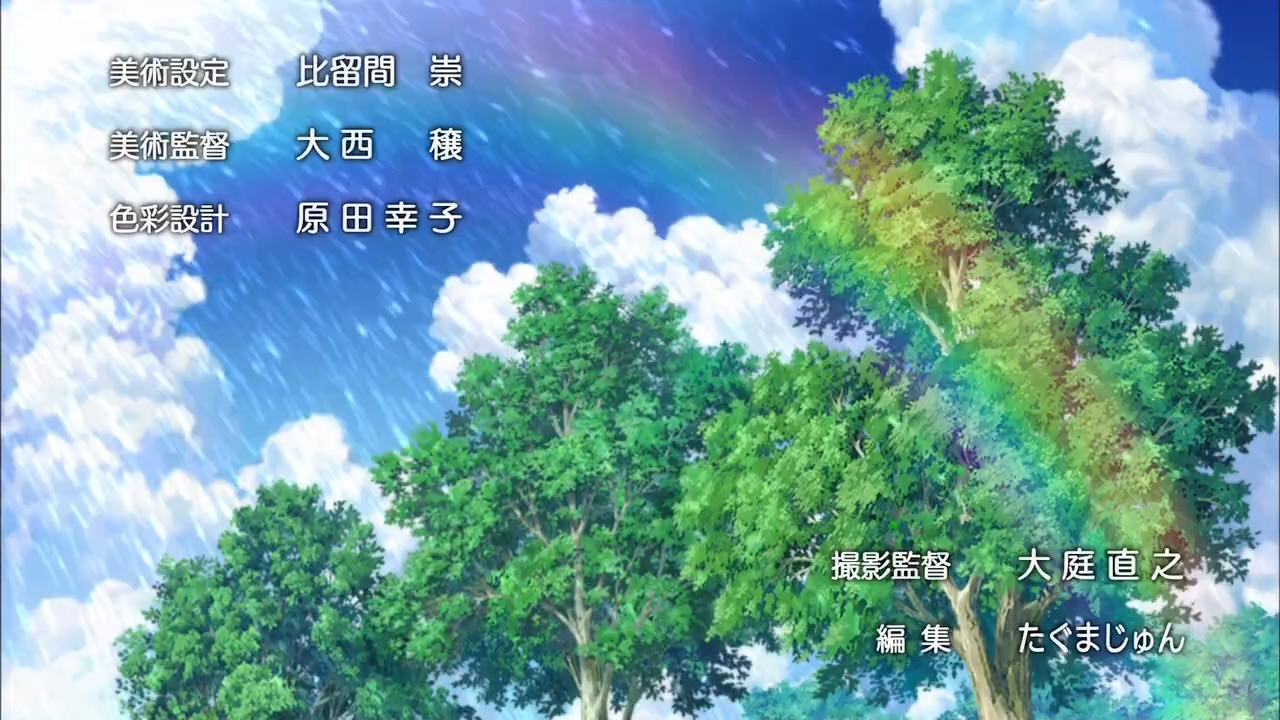 美術設定 比留間 崇
美術監督 大西 穣
色彩設計 原田幸子
撮影監督 大庭直之
編集 たぐまじゅん